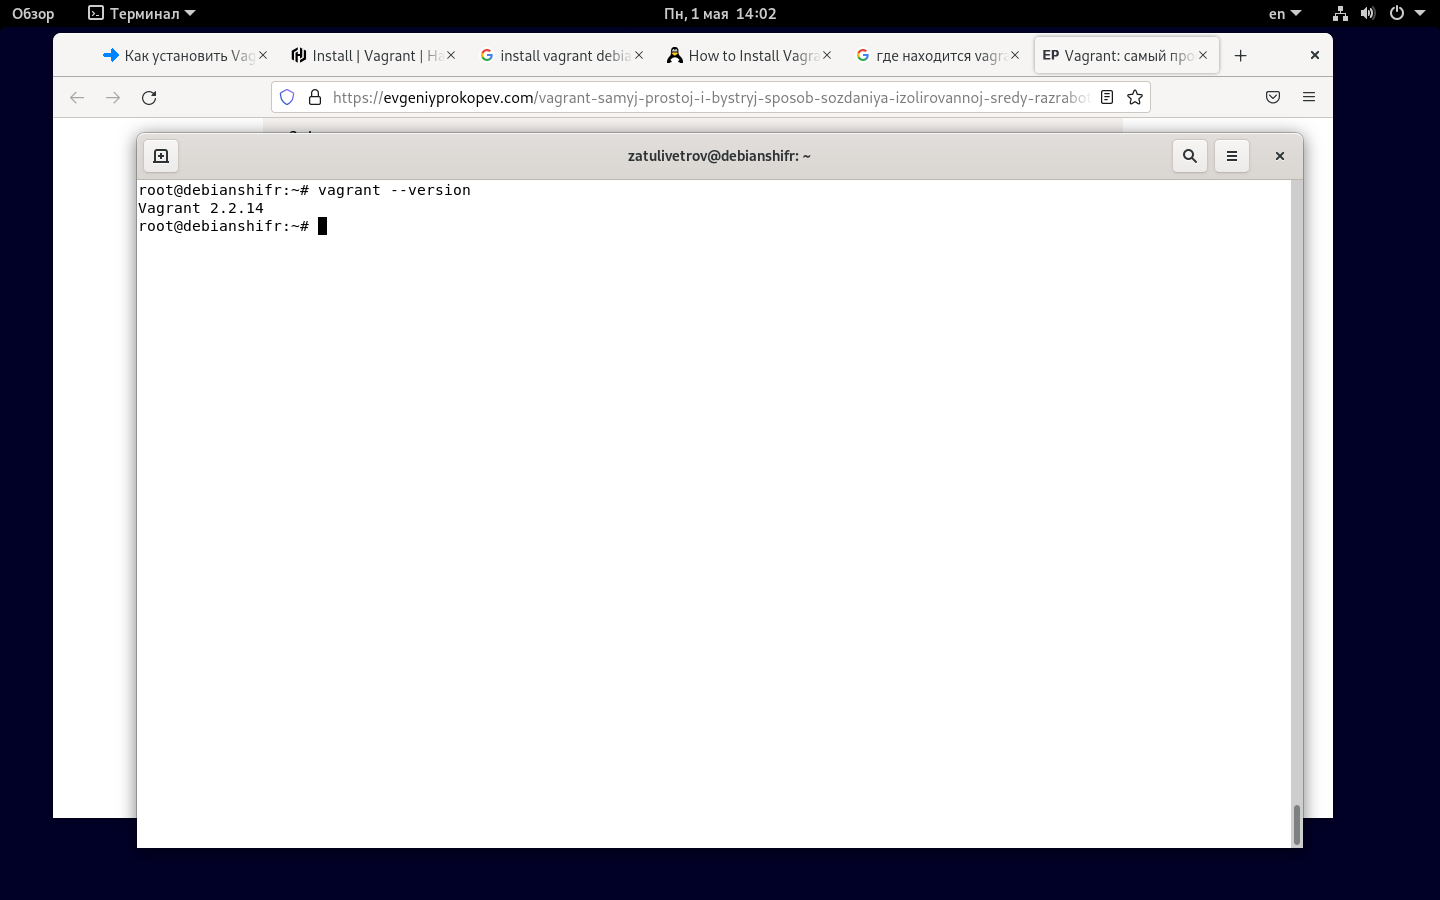 Обзор Терминал Пн, 1 мая 14:02 en
Как установить Vag Install | Vagrant | Ha install vagrant debia How to Install Vagra где находится vagra EP Vagrant: самый про
https://evgeniyprokopev.com/vagrant-samyj-prostoj-i-bystryj-sposob-sozdaniya-izolirovannoj-sredy-razrabot
zatulivetrov@debianshifr: ~
root@debianshifr:~# vagrant --version
Vagrant 2.2.14
root@debianshifr:~#